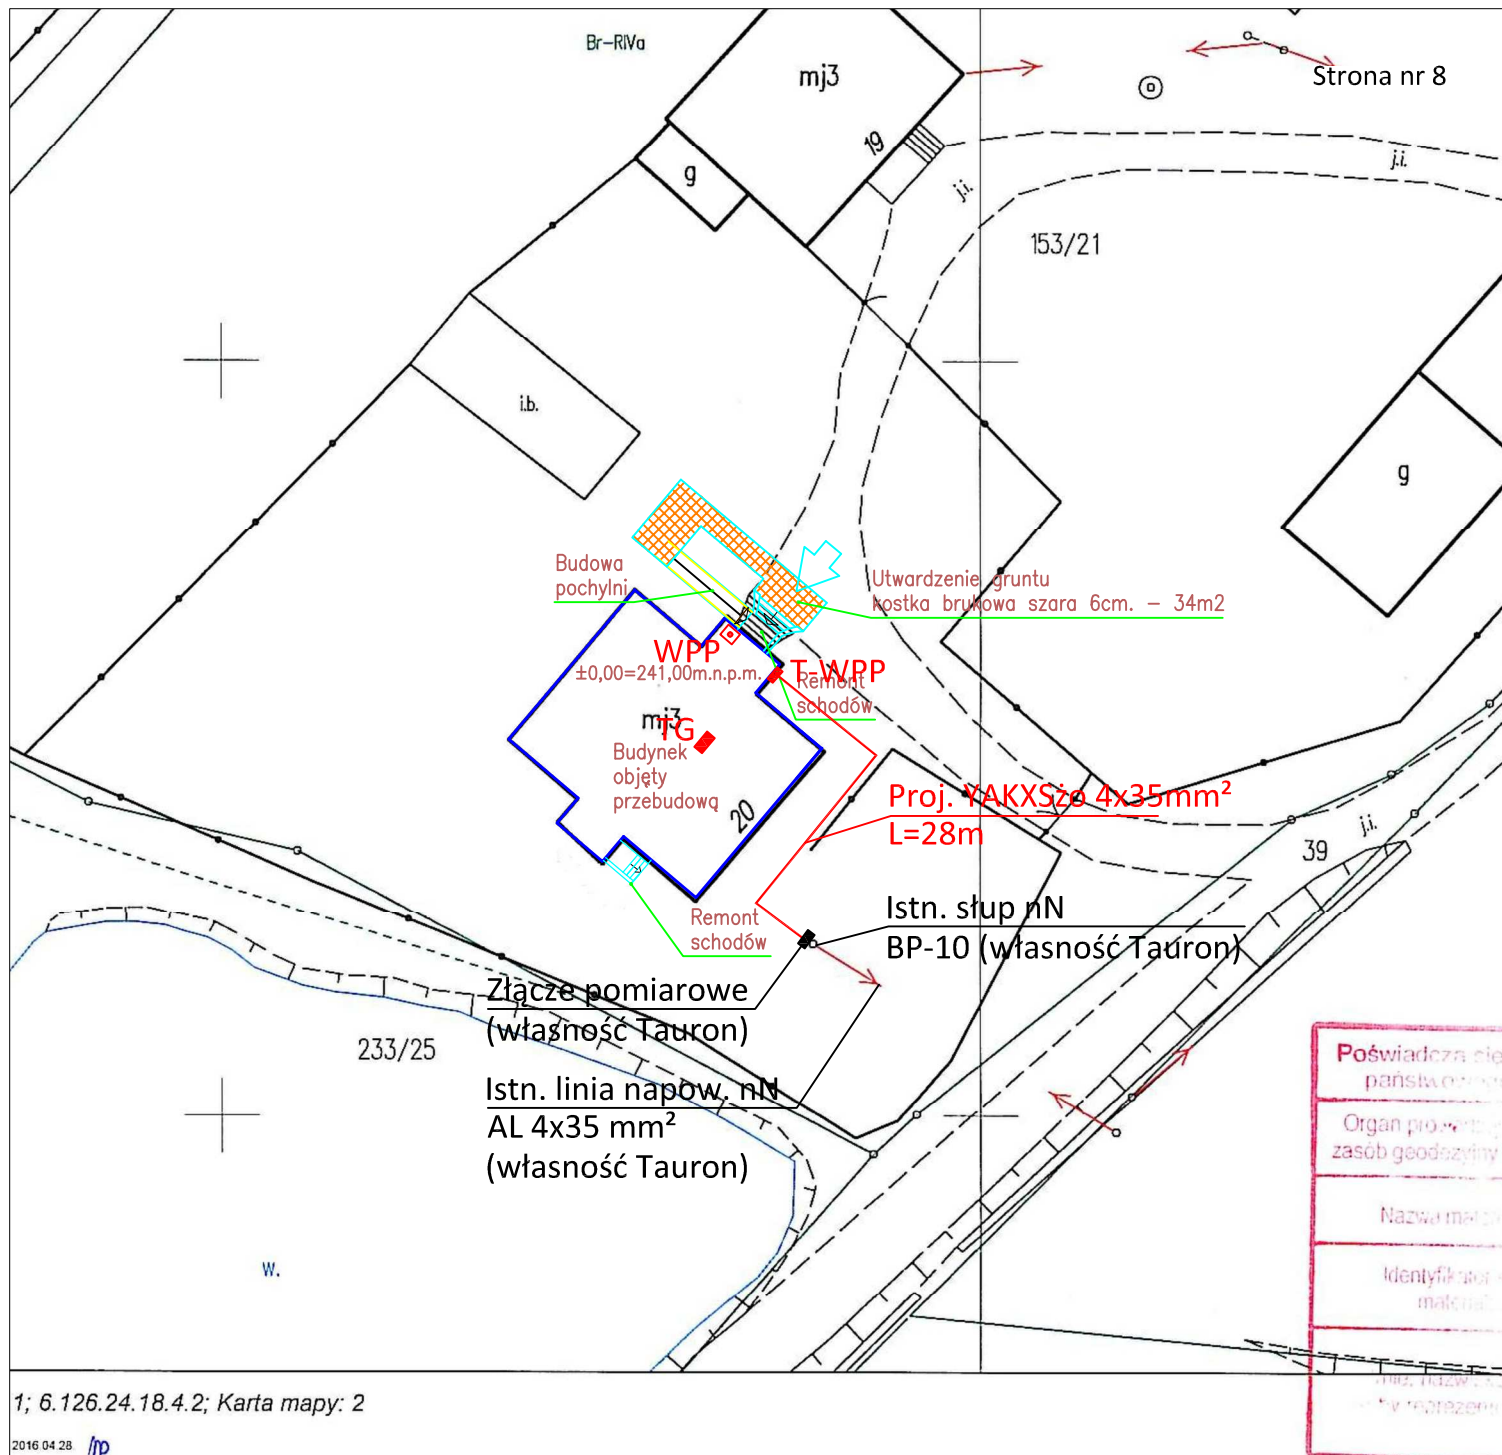 Br-RIVa
mj3
Strona nr 8
19
g
j.i.
j.i.
153/21
i.b.
g
Budowa
pochylni
Utwardzenie gruntu
kostka brukowa szara 6cm. – 34m2
WPP
±0,00=241,00m.n.p.m.
T-WPP
Remont
schodów
mj3
TG
Budynek
objęty
przebudową
20
Proj. YAKXSżo 4x35mm²
L=28m
j.i.
39
Remont
schodów
Istn. słup nN
BP-10 (własność Tauron)
Złącze pomiarowe
(własność Tauron)
233/25
Istn. linia napow. nN
AL 4x35 mm²
(własność Tauron)
w.
Poświadcza się
Organ
zasób geodezyjny
Nazwa
1; 6.126.24.18.4.2; Karta mapy: 2
2016.04.28